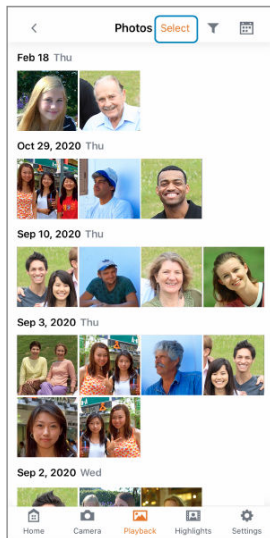 Photos Select
Feb 18 Thu
Oct 29, 2020 Thu
Sep 10, 2020 Thu
Sep 3, 2020 Thu
Sep 2, 2020 Wed
Home Camera Playback Highlights Settings